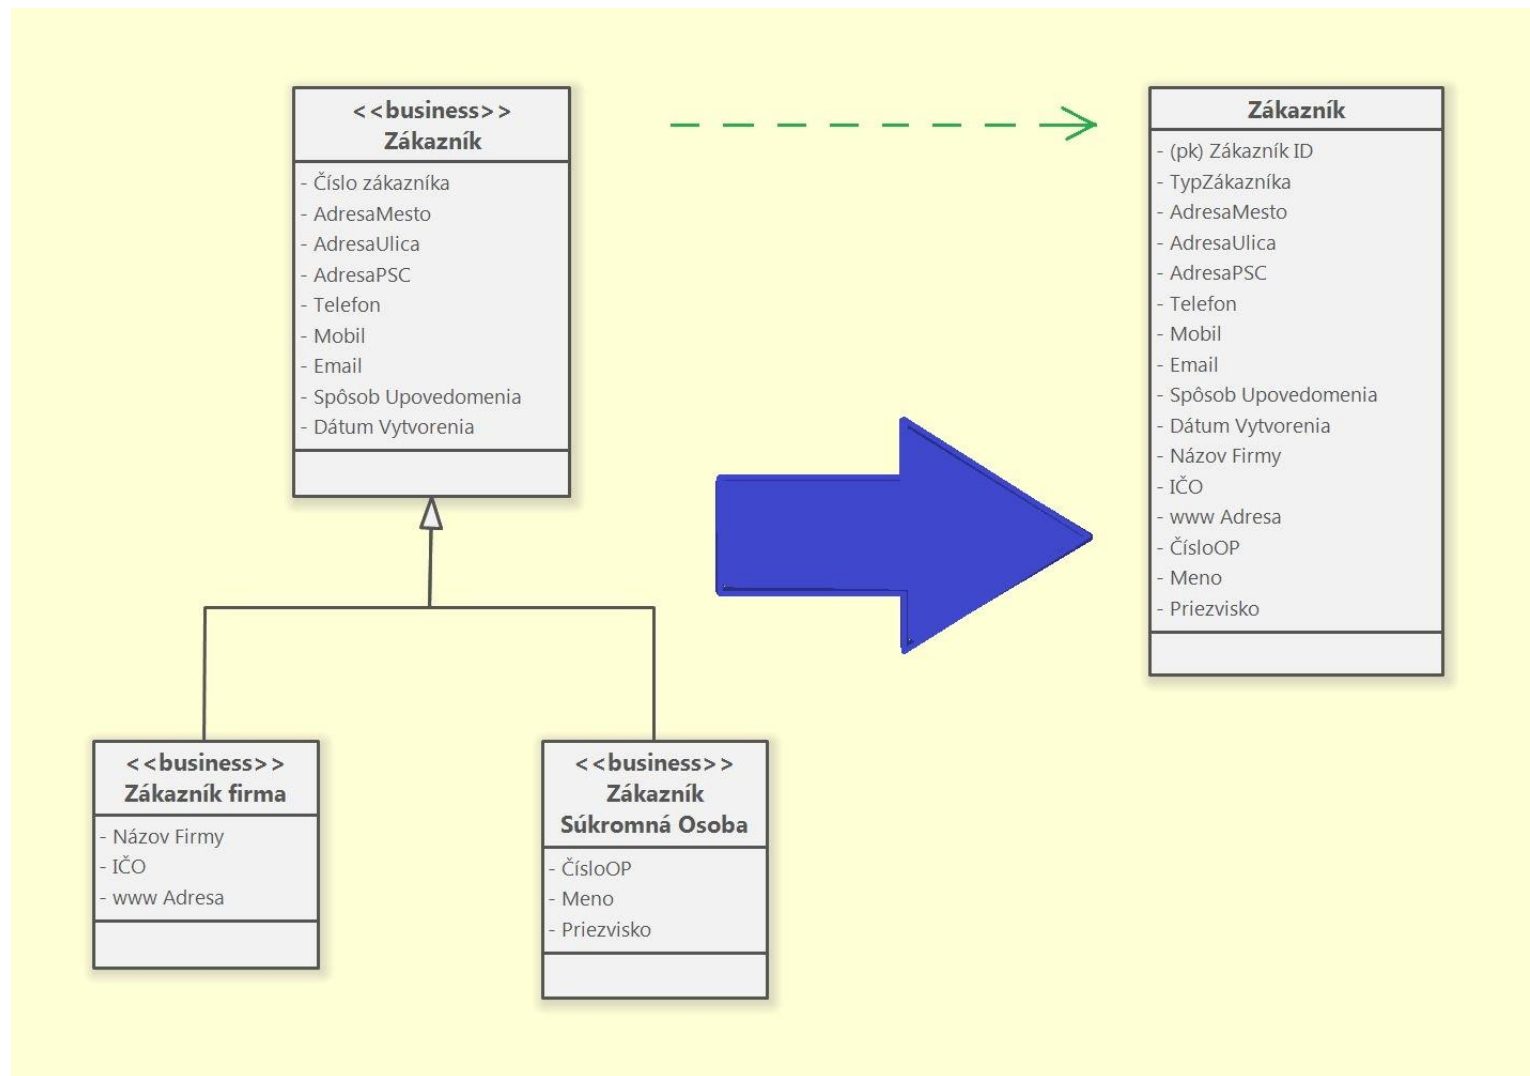 <<business>>
Zákazník
- Číslo zákazníka
- AdresaMesto
- AdresaUlica
- AdresaPSC
- Telefon
- Mobil
- Email
- Spôsob Upovedomenia
- Dátum Vytvorenia
Zákazník
- (pk) Zákazník ID
- TypZákazníka
- AdresaMesto
- AdresaUlica
- AdresaPSC
- Telefon
- Mobil
- Email
- Spôsob Upovedomenia
- Dátum Vytvorenia
- Názov Firmy
- IČO
- www Adresa
- ČísloOP
- Meno
- Priezvisko
<<business>>
Zákazník firma
- Názov Firmy
- IČO
- www Adresa
<<business>>
Zákazník
Súkromná Osoba
- ČísloOP
- Meno
- Priezvisko